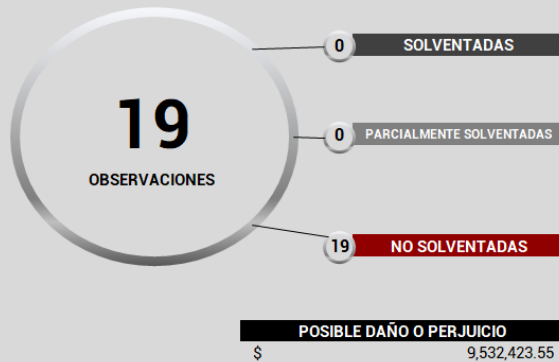 19
OBSERVACIONES
0 SOLVENTADAS
0 PARCIALMENTE SOLVENTADAS
19 NO SOLVENTADAS
POSIBLE DAÑO O PERJUICIO
$ 9,532,423.55